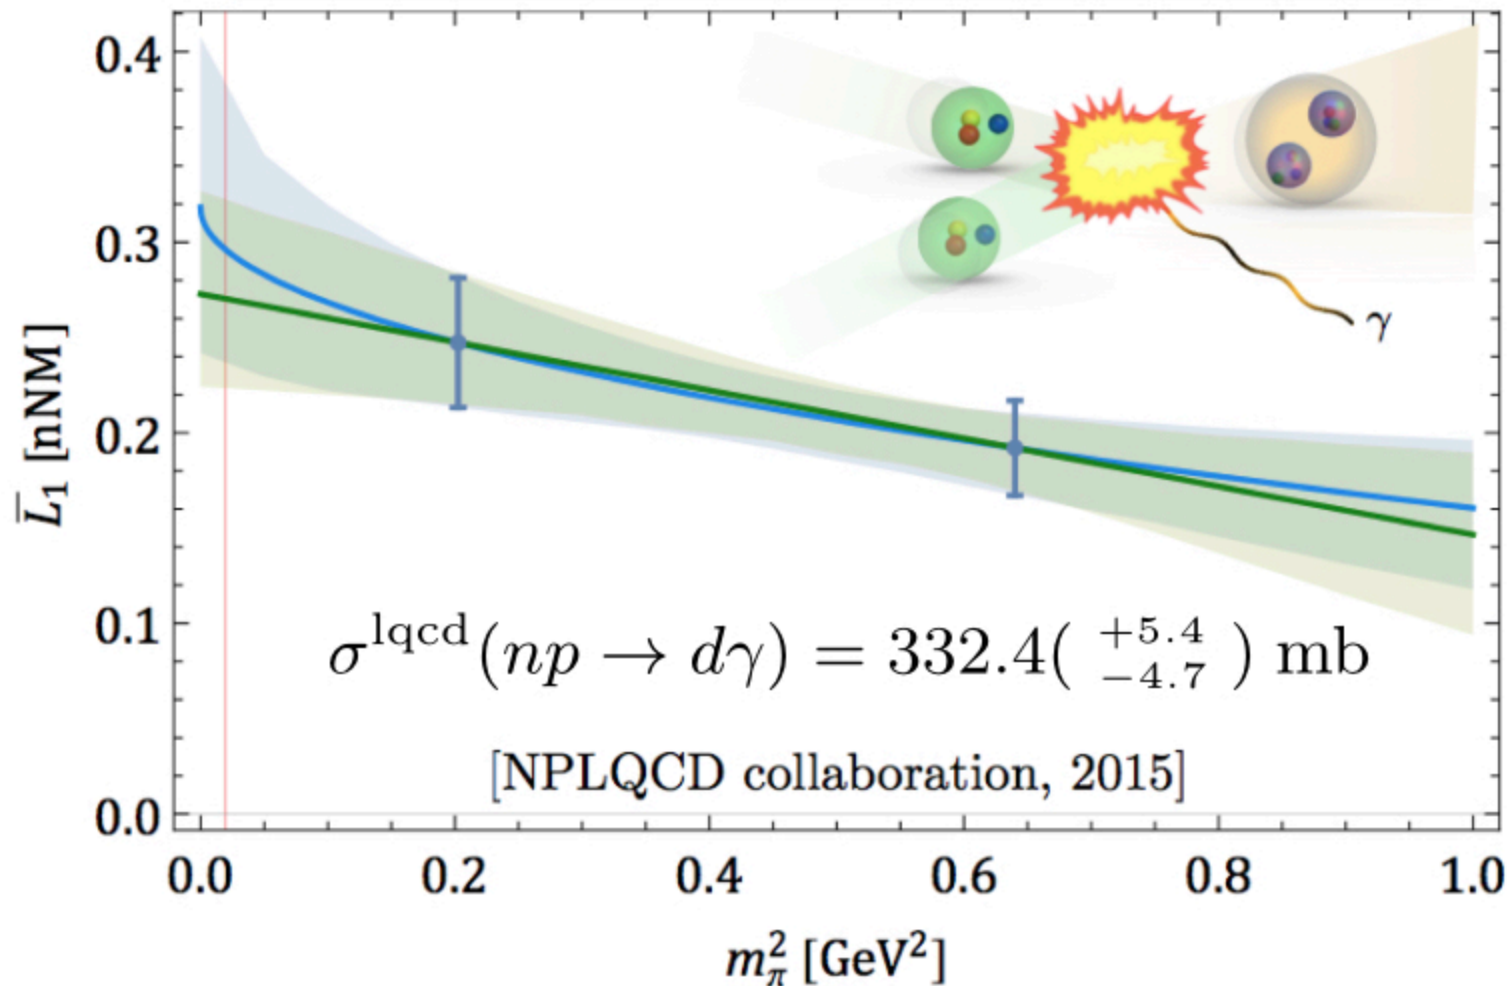 0.4
0.3
0.2
0.1
0.0
L̅₁ [nNM]
γ
σ^lqcd(np → dγ) = 332.4(+5.4 −4.7) mb
[NPLQCD collaboration, 2015]
0.0 0.2 0.4 0.6 0.8 1.0
m²_π [GeV²]